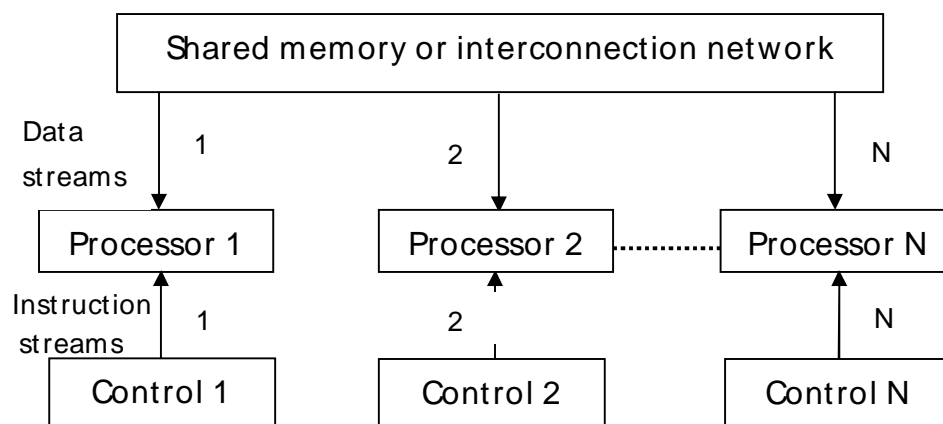 Shared memory or interconnection network
Data
streams
1
2
N
Processor 1
Processor 2
Processor N
Instruction
streams
1
2
N
Control 1
Control 2
Control N